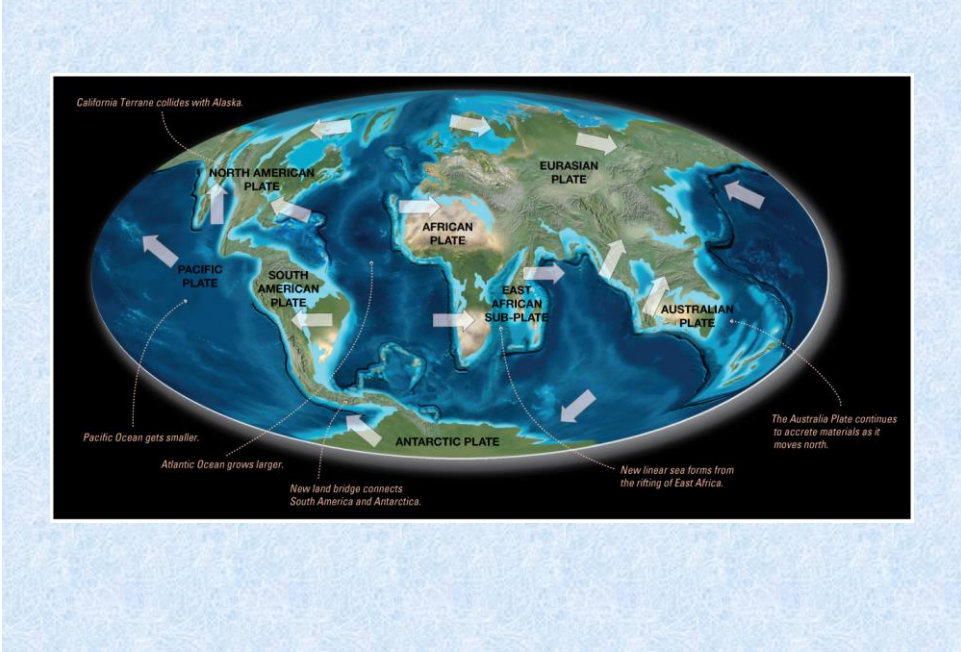 California Terrane collides with Alaska.
NORTH AMERICAN
PLATE
EURASIAN
PLATE
AFRICAN
PLATE
PACIFIC
PLATE
SOUTH
AMERICAN
PLATE
EAST
AFRICAN
SUB-PLATE
AUSTRALIAN
PLATE
ANTARCTIC PLATE
Pacific Ocean gets smaller.
Atlantic Ocean grows larger.
New land bridge connects
South America and Antarctica.
New linear sea forms from
the rifting of East Africa.
The Australia Plate continues
to accrete materials as it
moves north.